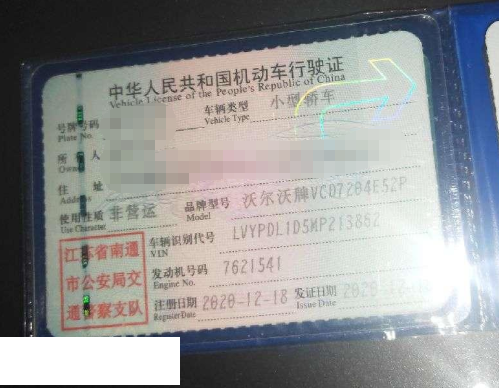 中华人民共和国机动车行驶证
Vehicle License of the People's Republic of China
号牌号码
Plate No.
车辆类型 小型轿车
Vehicle Type
所 人
Owner
住 址
Address
使用性质 非营运
Use Character
品牌型号 沃尔沃牌VCD7204E52P
Model
车辆识别代号 LVYPDL1D5MP213862
VIN
发动机号码 7621541
Engine No.
注册日期 2020-12-18
Register Date
发证日期 2020-12-
Issue Date
江苏省南通
市公安局交
通警察支队